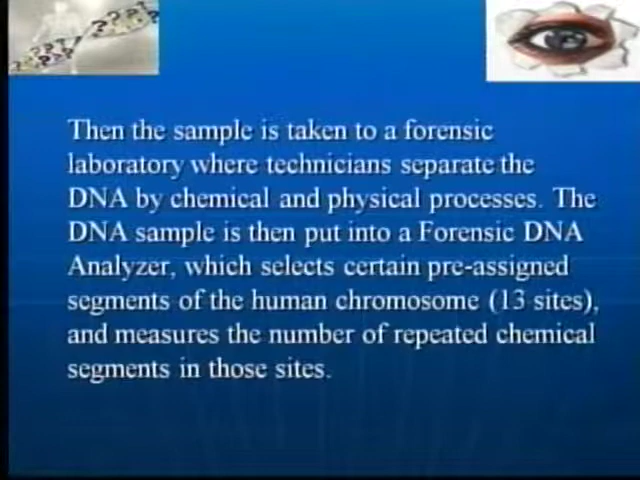 Then the sample is taken to a forensic
laboratory where technicians separate the
DNA by chemical and physical processes. The
DNA sample is then put into a Forensic DNA
Analyzer, which selects certain pre-assigned
segments of the human chromosome (13 sites),
and measures the number of repeated chemical
segments in those sites.